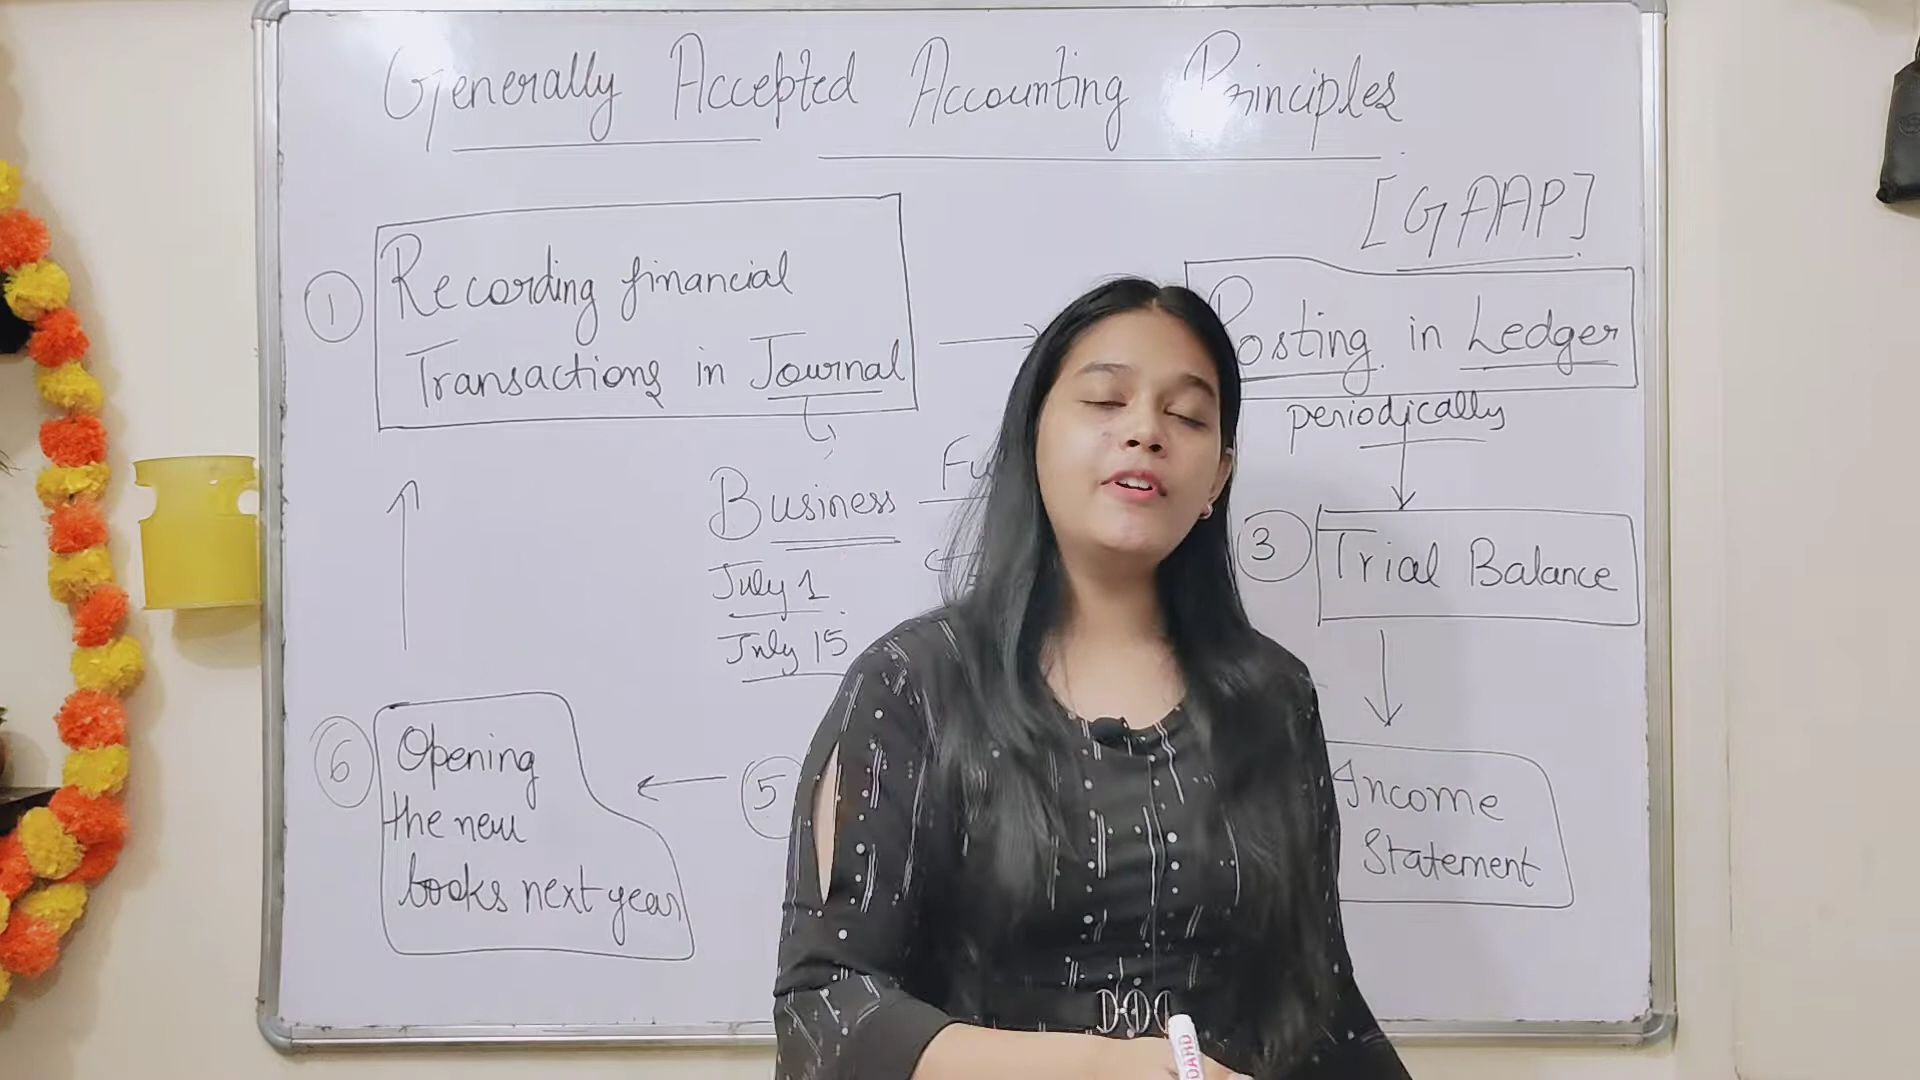 Generally Accepted Accounting Principles
[GAAP]
1 Recording financial
Transactions in Journal
Posting in Ledger
periodically
Business
July 1
July 15
3 Trial Balance
Income
Statement
5
6 Opening
the new
books next year